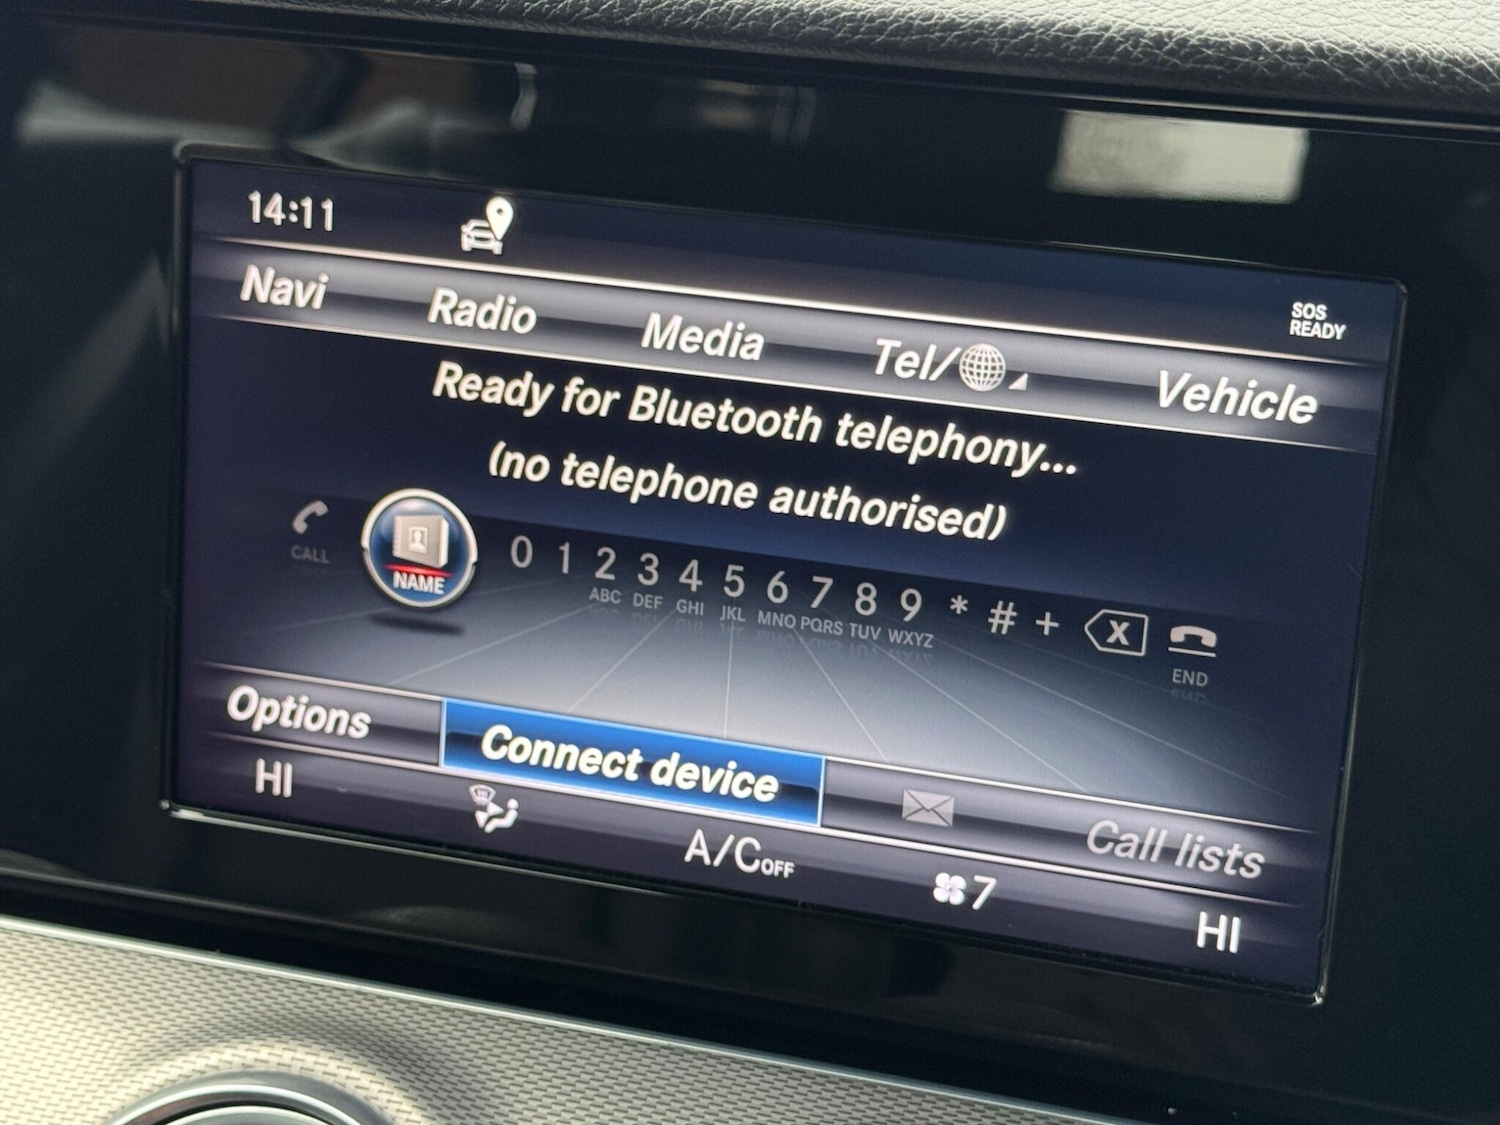 14:11
SOS
READY
Navi Radio Media Tel/ Vehicle
Ready for Bluetooth telephony...
(no telephone authorised)
CALL NAME 0 1 2 3 4 5 6 7 8 9 * # + X END
ABC DEF GHI JKL MNO PQRS TUV WXYZ
Options Connect device Call lists
HI A/COFF 7 HI